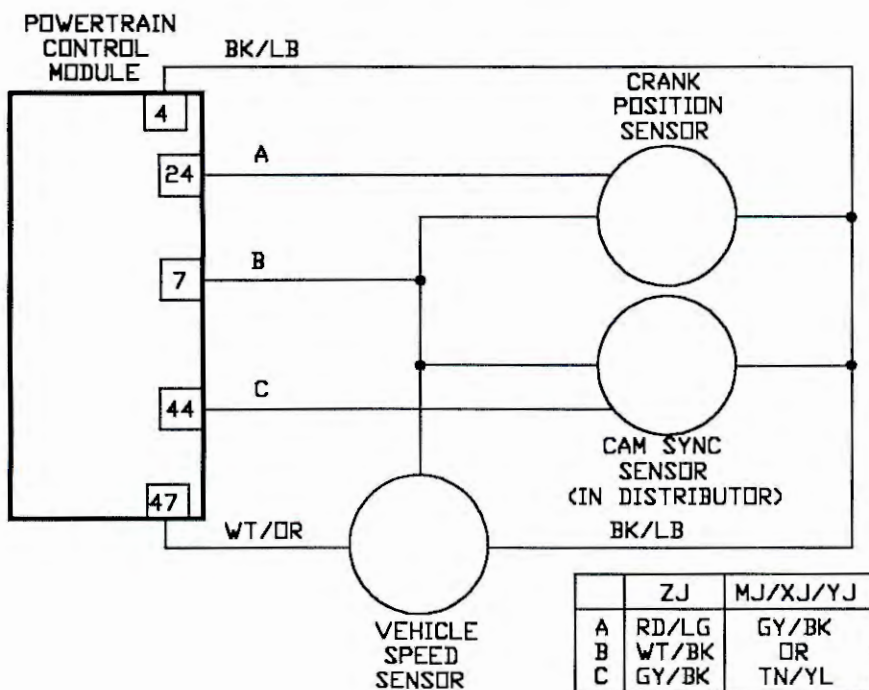 POWERTRAIN
CONTROL
MODULE
BK/LB
4
CRANK
POSITION
SENSOR
24
A
7
B
44
C
CAM SYNC
SENSOR
(IN DISTRIBUTOR)
47
WT/OR
BK/LB
VEHICLE
SPEED
SENSOR
ZJ MJ/XJ/YJ
A RD/LG GY/BK
B WT/BK OR
C GY/BK TN/YL